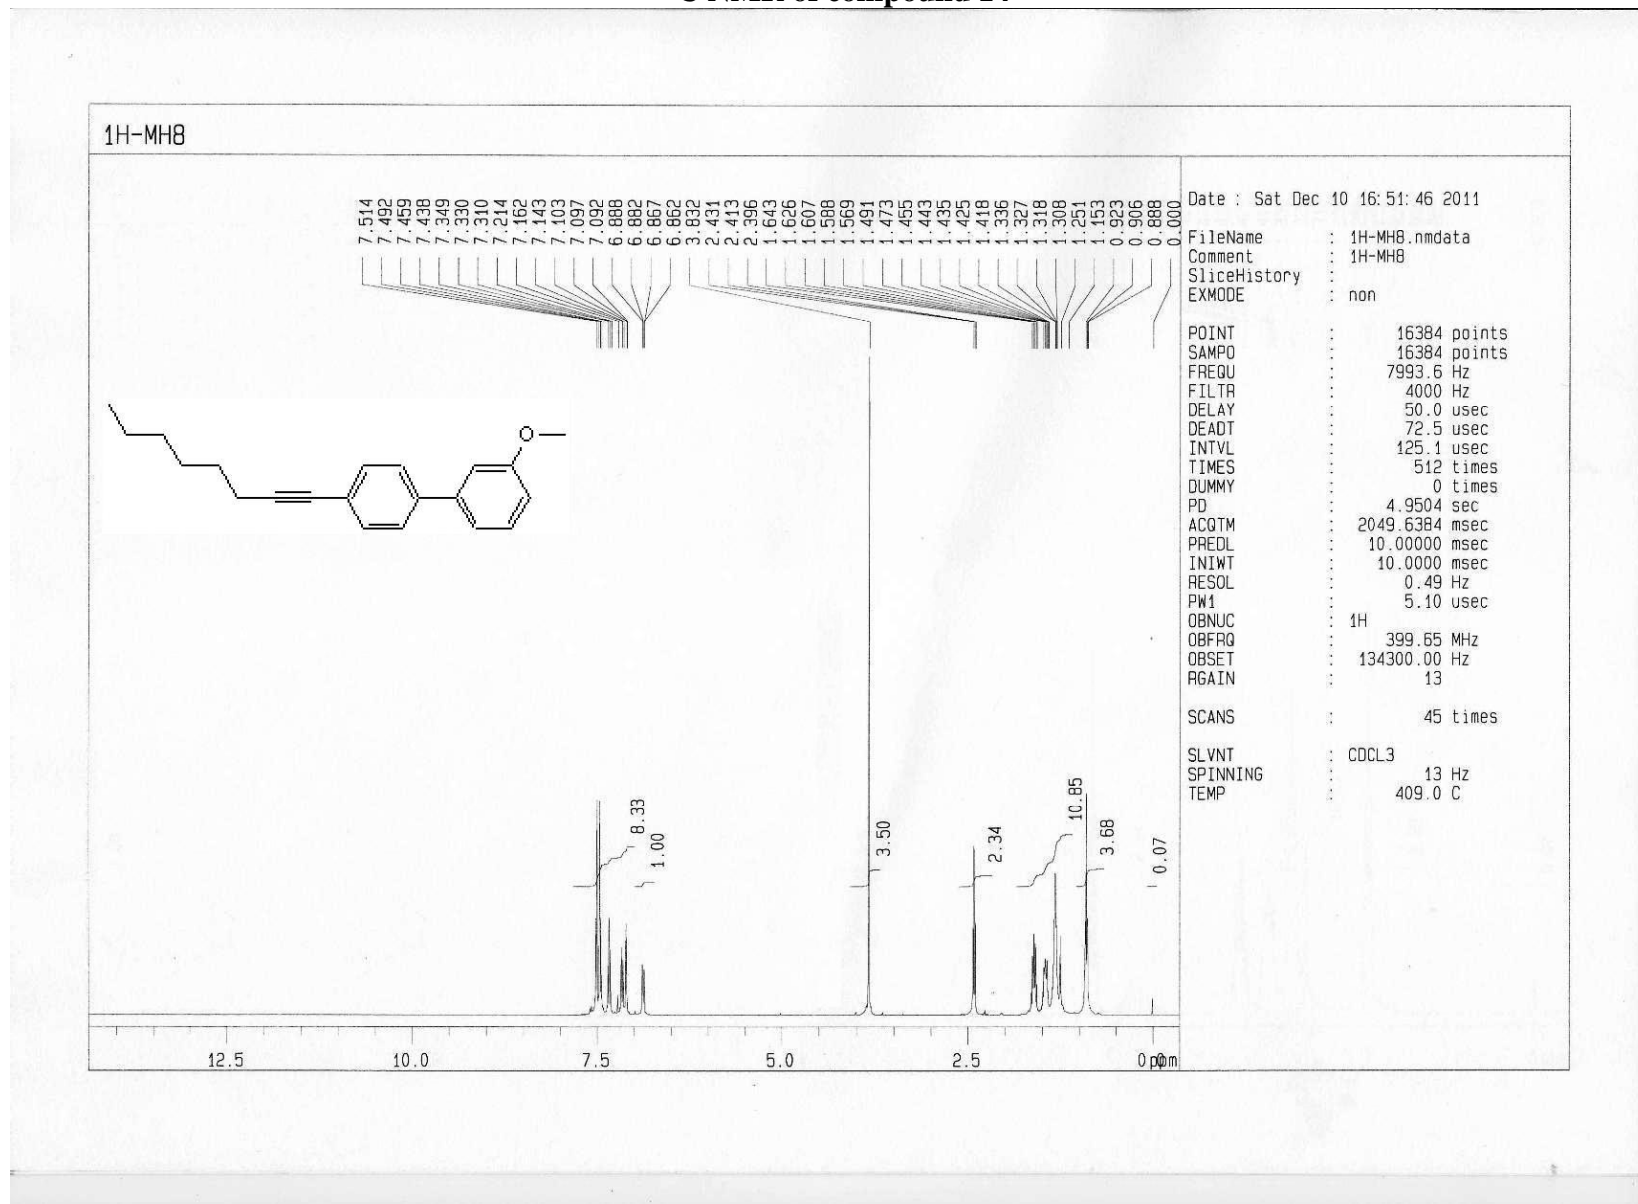 1H-MH8
7.514
7.492
7.459
7.438
7.349
7.330
7.310
7.214
7.162
7.143
7.103
7.097
7.092
6.888
6.882
6.867
6.862
3.832
2.431
2.413
2.396
1.643
1.626
1.607
1.588
1.569
1.491
1.473
1.455
1.443
1.435
1.425
1.418
1.336
1.327
1.318
1.308
1.251
1.153
0.923
0.906
0.888
0.000
Date : Sat Dec 10 16:51:46 2011
FileName : 1H-MH8.nmdata
Comment : 1H-MH8
SliceHistory :
EXMODE : non
POINT : 16384 points
SAMPO : 16384 points
FREQU : 7993.6 Hz
FILTR : 4000 Hz
DELAY : 50.0 usec
DEADT : 72.5 usec
INTVL : 125.1 usec
TIMES : 512 times
DUMMY : 0 times
PD : 4.9504 sec
ACQTM : 2049.6384 msec
PREDL : 10.00000 msec
INIWT : 10.0000 msec
RESOL : 0.49 Hz
PW1 : 5.10 usec
OBNUC : 1H
OBFRQ : 399.65 MHz
OBSET : 134300.00 Hz
RGAIN : 13
SCANS : 45 times
SLVNT : CDCL3
SPINNING : 13 Hz
TEMP : 409.0 C
O
8.33
1.00
3.50
2.34
10.85
3.68
0.07
12.5 10.0 7.5 5.0 2.5 0 ppm